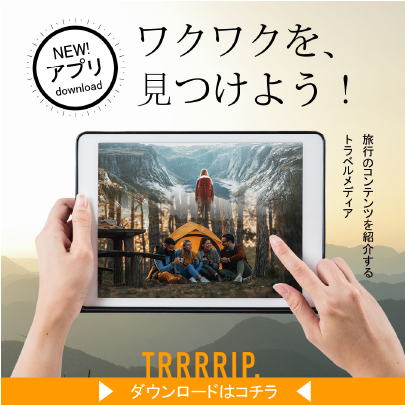 NEW!
アプリ
download
ワクワクを、
見つけよう！
旅行のコンテンツを紹介する
トラベルメディア
TRRRRIP.
ダウンロードはコチラ